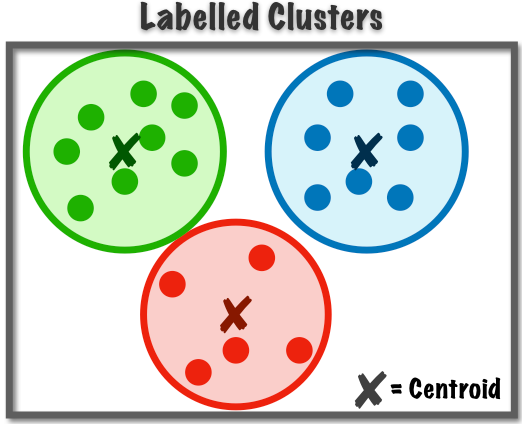 Labelled Clusters
= Centroid